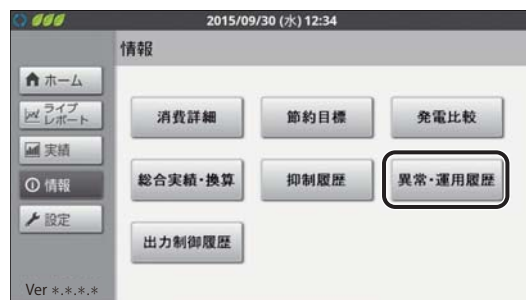 2015/09/30 (水) 12:34
情報
ホーム
ライブ
レポート
実績
情報
設定
消費詳細 節約目標 発電比較
総合実績・換算 抑制履歴 異常・運用履歴
出力制御履歴
Ver *.*.*.*